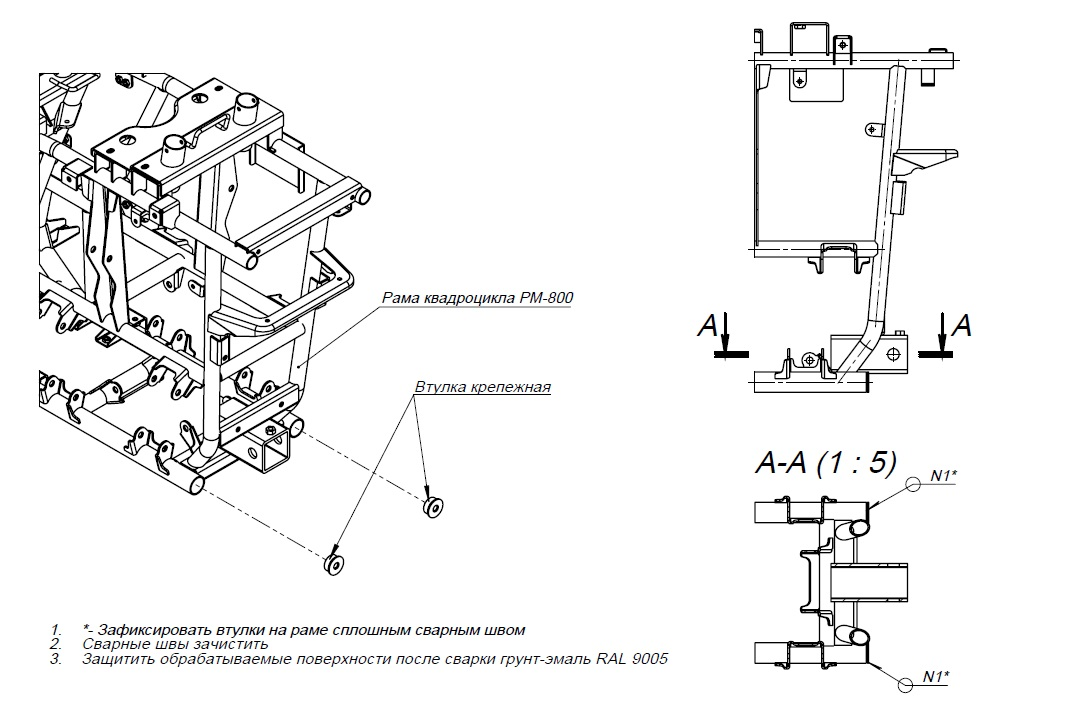 Рама квадроцикла РМ-800
Втулка крепежная
А
А
А-А (1 : 5)
N1*
N1*
1. *- Зафиксировать втулки на раме сплошным сварным швом
2. Сварные швы зачистить
3. Защитить обрабатываемые поверхности после сварки грунт-эмаль RAL 9005